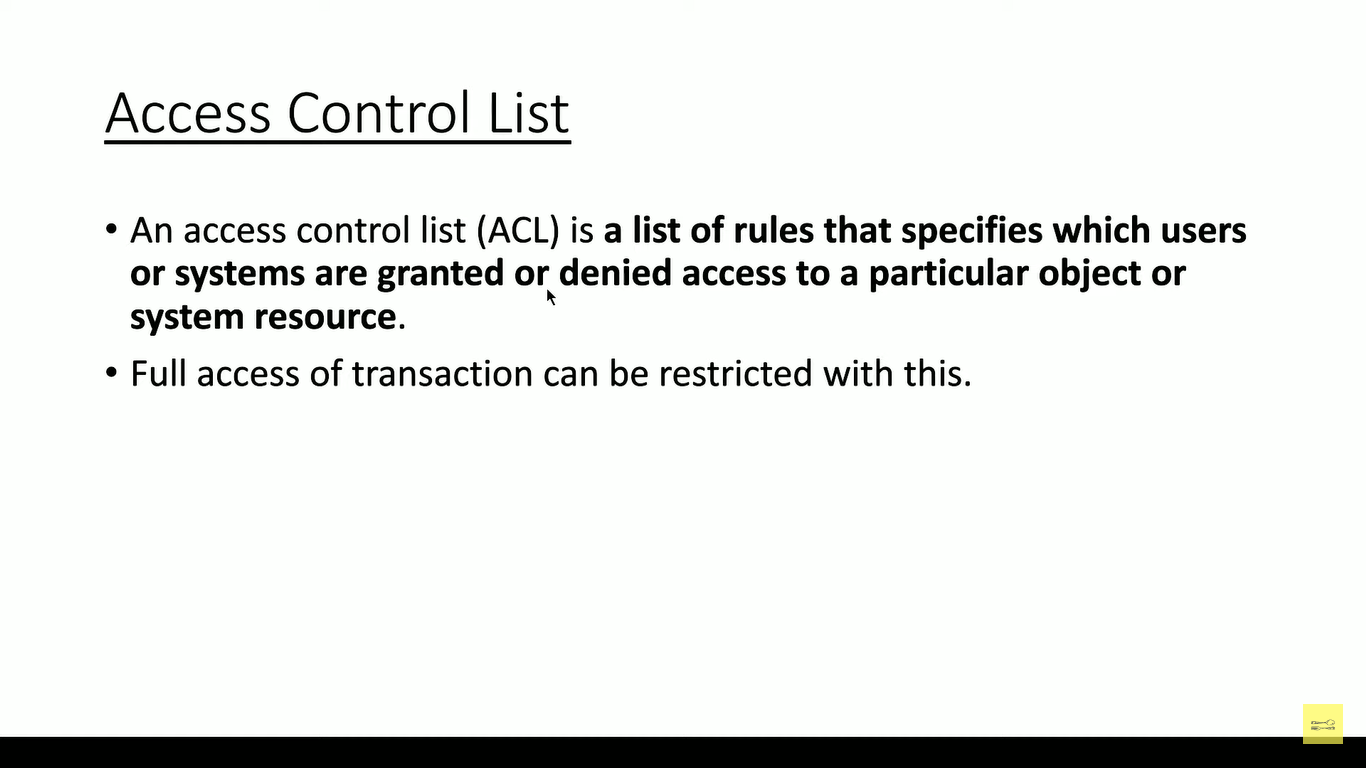 Access Control List
• An access control list (ACL) is a list of rules that specifies which users
or systems are granted or denied access to a particular object or
system resource.
• Full access of transaction can be restricted with this.